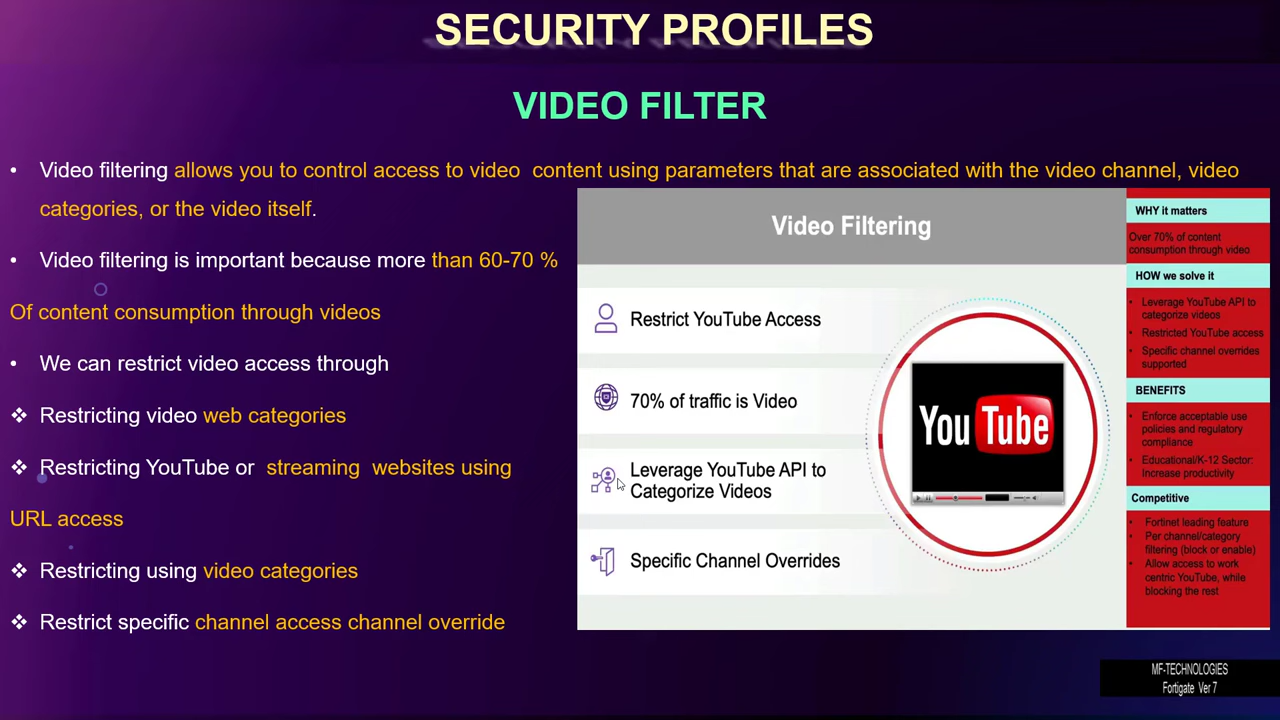 SECURITY PROFILES
VIDEO FILTER
• Video filtering allows you to control access to video content using parameters that are associated with the video channel, video
categories, or the video itself.
• Video filtering is important because more than 60-70 %
Of content consumption through videos
• We can restrict video access through
❖ Restricting video web categories
❖ Restricting YouTube or streaming websites using
URL access
❖ Restricting using video categories
❖ Restrict specific channel access channel override
Video Filtering
Restrict YouTube Access
70% of traffic is Video
Leverage YouTube API to
Categorize Videos
Specific Channel Overrides
YouTube
WHY it matters
Over 70% of content
consumption through video
HOW we solve it
• Leverage YouTube API to
categorize videos
• Restricted YouTube access
• Specific channel overrides
supported
BENEFITS
• Enforce acceptable use
policies and regulatory
compliance
• Educational/K-12 Sector:
Increase productivity
Competitive
• Fortinet leading feature
• Per channel/category
filtering (block or enable)
• Allow access to work
centric YouTube, while
blocking the rest
MF-TECHNOLOGIES
Fortigate Ver 7